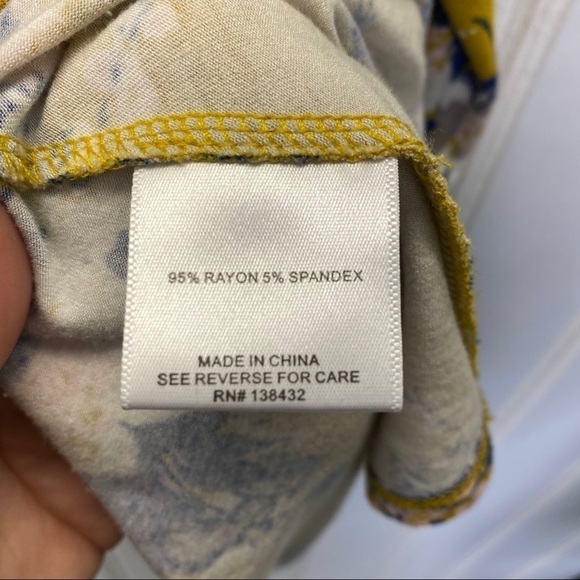 95% RAYON 5% SPANDEX
MADE IN CHINA
SEE REVERSE FOR CARE
RN# 138432